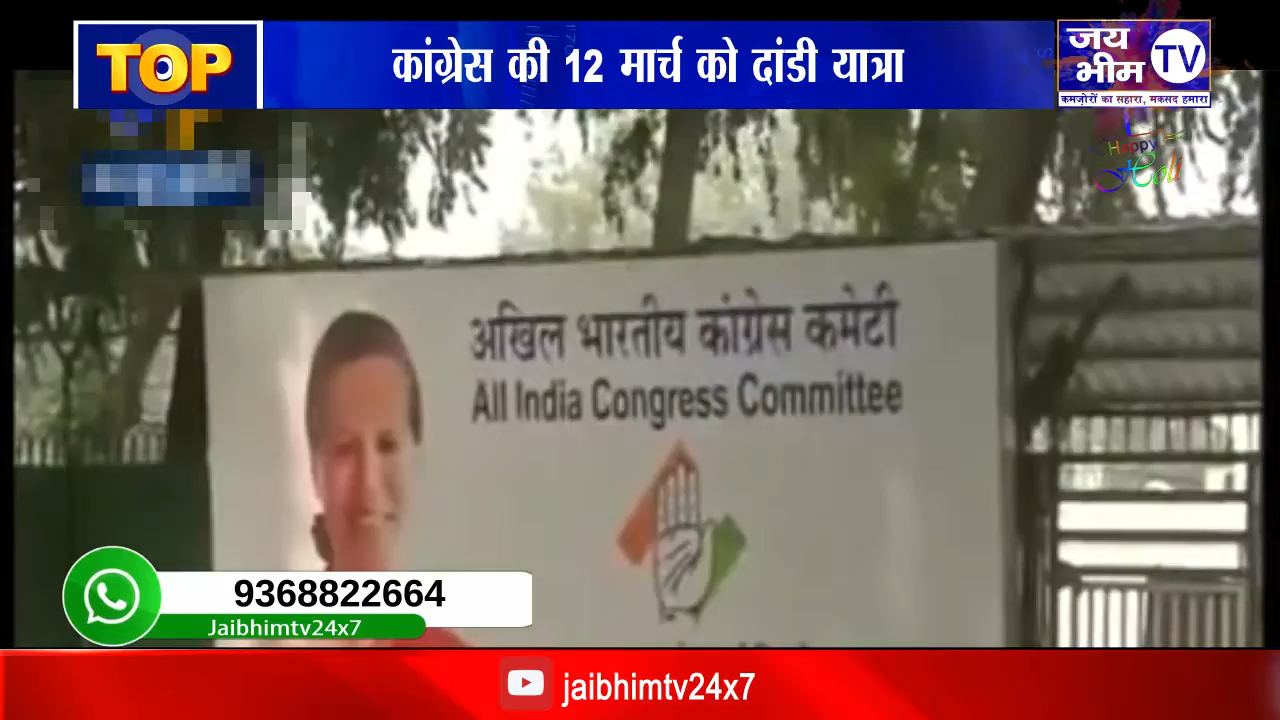 TOP
कांग्रेस की 12 मार्च को दांडी यात्रा
जय
भीम
TV
कमज़ोरों का सहारा, मकसद हमारा
Happy
Holi
अखिल भारतीय कांग्रेस कमेटी
All India Congress Committee
9368822664
Jaibhimtv24x7
jaibhimtv24x7